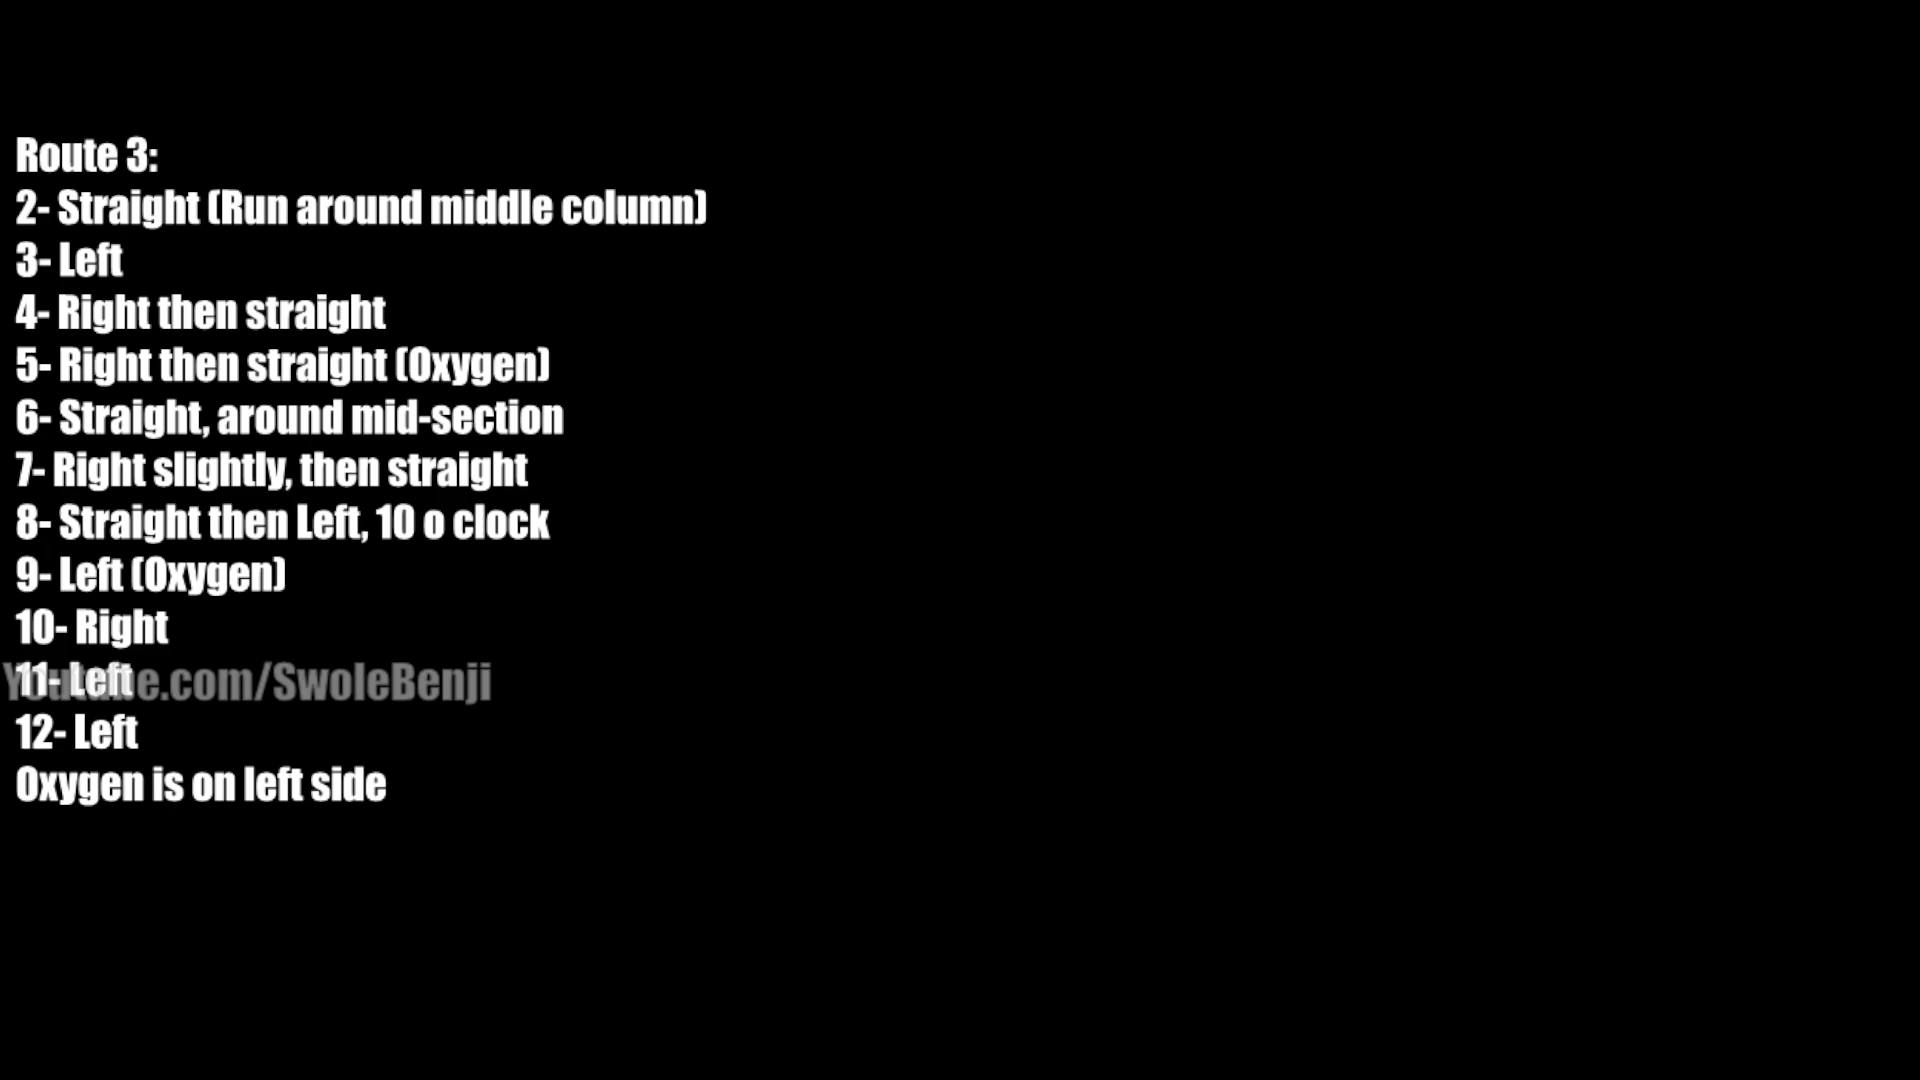 Route 3:
2- Straight (Run around middle column)
3- Left
4- Right then straight
5- Right then straight (Oxygen)
6- Straight, around mid-section
7- Right slightly, then straight
8- Straight then Left, 10 o clock
9- Left (Oxygen)
10- Right
11- Left
Youtube.com/SwoleBenji
12- Left
Oxygen is on left side